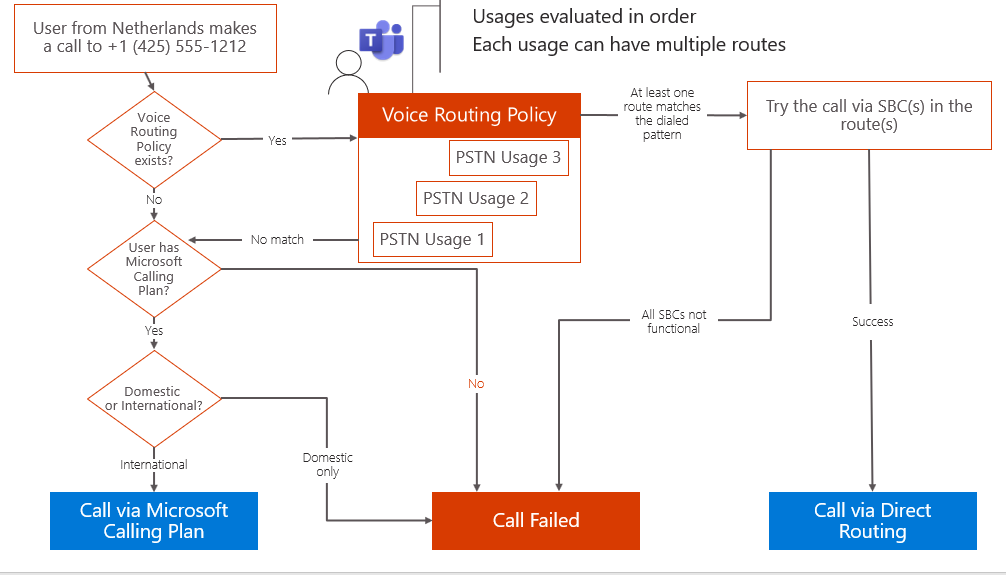 User from Netherlands makes
a call to +1 (425) 555-1212
Usages evaluated in order
Each usage can have multiple routes
T
Voice
Routing
Policy
exists?
Yes
Voice Routing Policy
At least one
route matches
the dialed
pattern
Try the call via SBC(s) in the
route(s)
PSTN Usage 3
PSTN Usage 2
PSTN Usage 1
No
No match
User has
Microsoft
Calling
Plan?
Yes
All SBCs not
functional
Success
No
Domestic
or International?
International
Domestic
only
Call via Microsoft
Calling Plan
Call Failed
Call via Direct
Routing